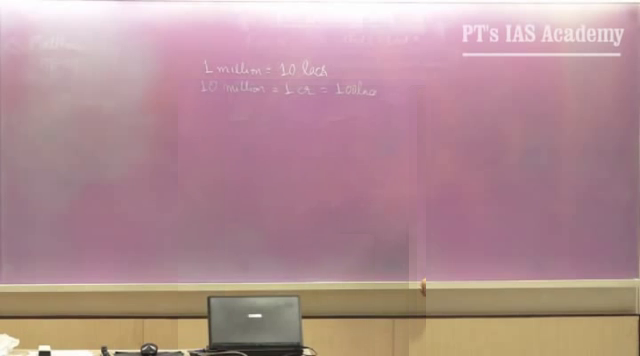 PT's IAS Academy
1 million = 10 lacs
10 million = 1 cr = 100 lacs